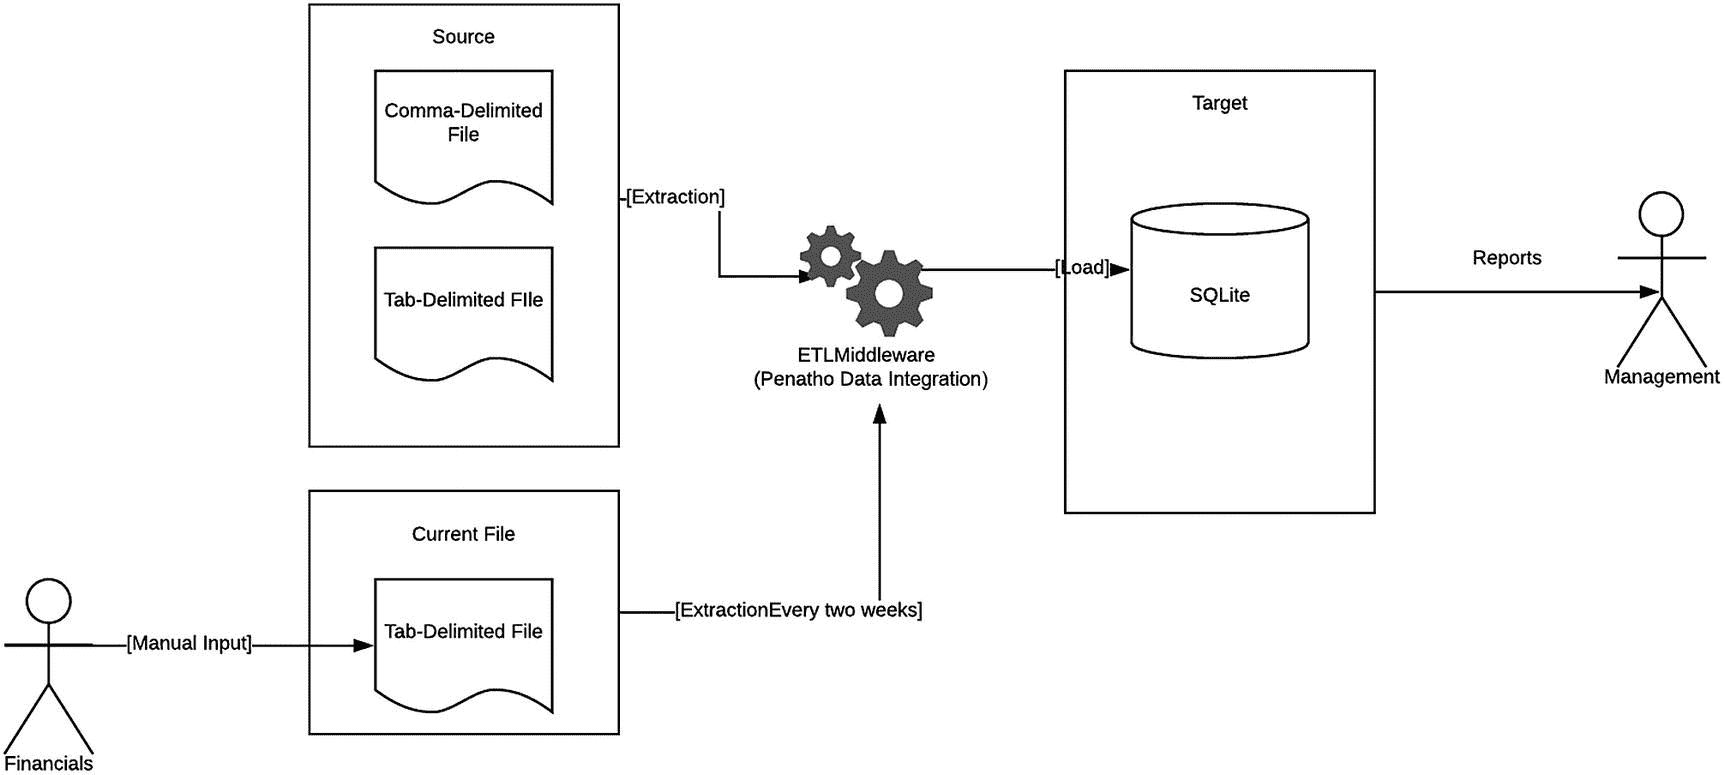 Source
Comma-Delimited
File
Tab-Delimited FIle
[Extraction]
ETLMiddleware
(Penatho Data Integration)
Target
[Load]
SQLite
Reports
Management
Current File
Tab-Delimited File
[ExtractionEvery two weeks]
[Manual Input]
Financials